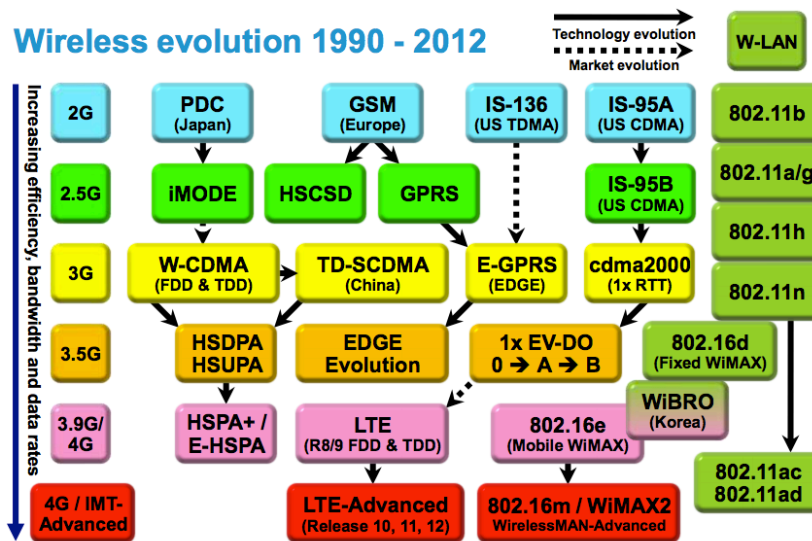 Wireless evolution 1990 - 2012
Technology evolution
Market evolution
W-LAN
Increasing efficiency, bandwidth and data rates
2G
PDC
(Japan)
GSM
(Europe)
IS-136
(US TDMA)
IS-95A
(US CDMA)
802.11b
2.5G
iMODE
HSCSD
GPRS
IS-95B
(US CDMA)
802.11a/g
802.11h
3G
W-CDMA
(FDD & TDD)
TD-SCDMA
(China)
E-GPRS
(EDGE)
cdma2000
(1x RTT)
802.11n
3.5G
HSDPA
HSUPA
EDGE
Evolution
1x EV-DO
0 → A → B
802.16d
(Fixed WiMAX)
WiBRO
(Korea)
3.9G/
4G
HSPA+ /
E-HSPA
LTE
(R8/9 FDD & TDD)
802.16e
(Mobile WiMAX)
802.11ac
802.11ad
4G / IMT-
Advanced
LTE-Advanced
(Release 10, 11, 12)
802.16m / WiMAX2
WirelessMAN-Advanced